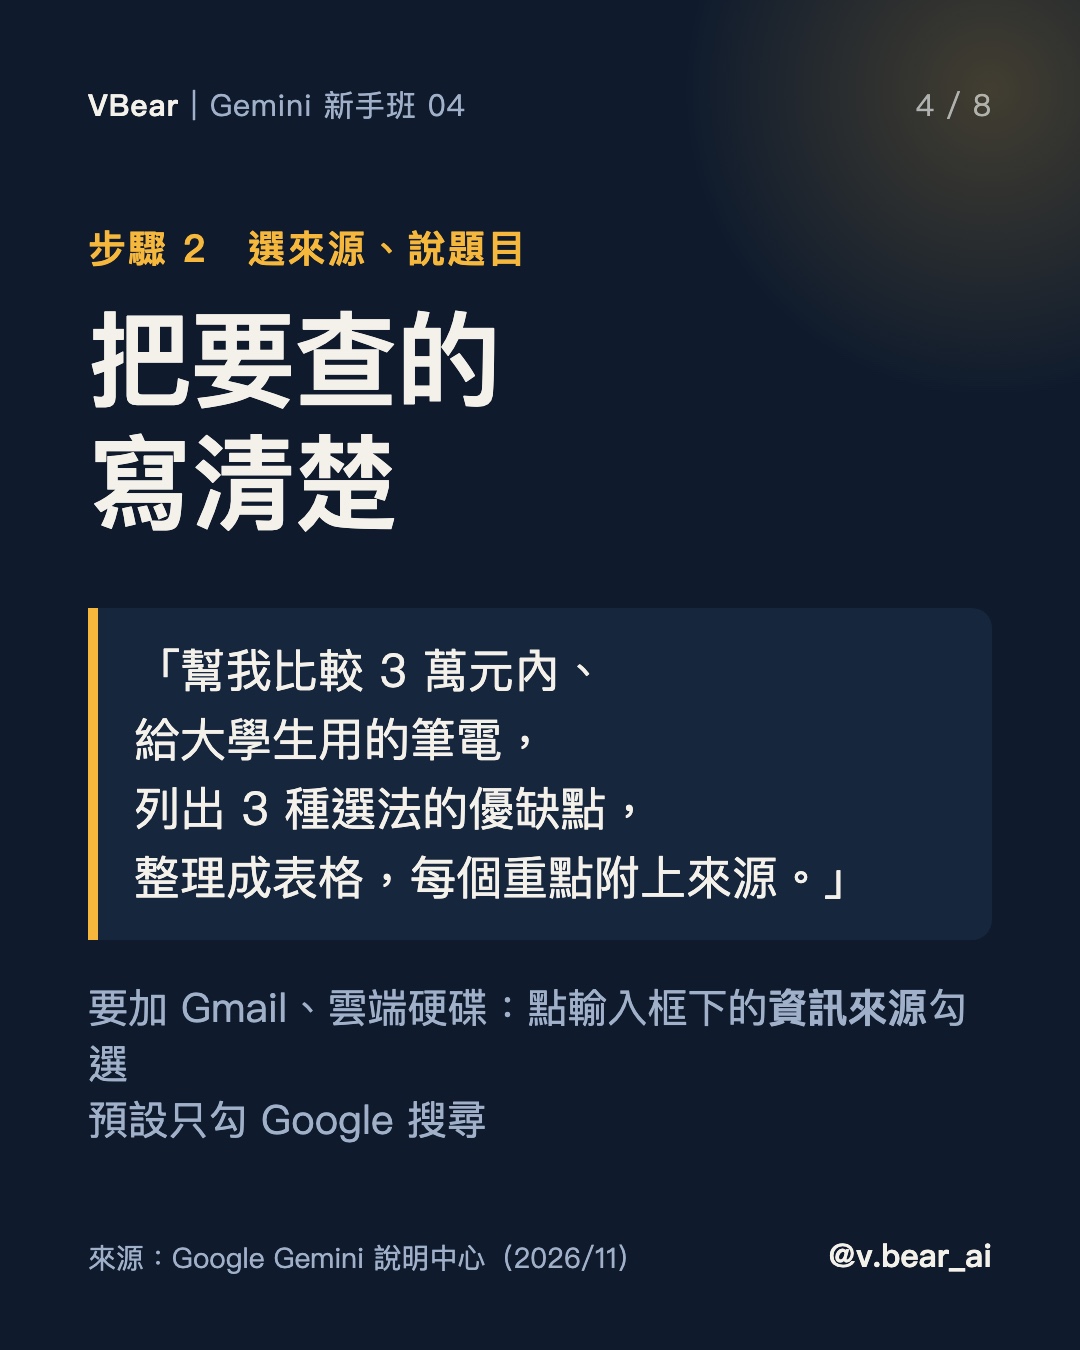 VBear | Gemini 新手班 04
4 / 8
步驟 2　選來源、說題目
把要查的
寫清楚
「幫我比較 3 萬元內、
給大學生用的筆電，
列出 3 種選法的優缺點，
整理成表格，每個重點附上來源。」
要加 Gmail、雲端硬碟：點輸入框下的資訊來源勾
選
預設只勾 Google 搜尋
來源：Google Gemini 說明中心（2026/11）
@v.bear_ai